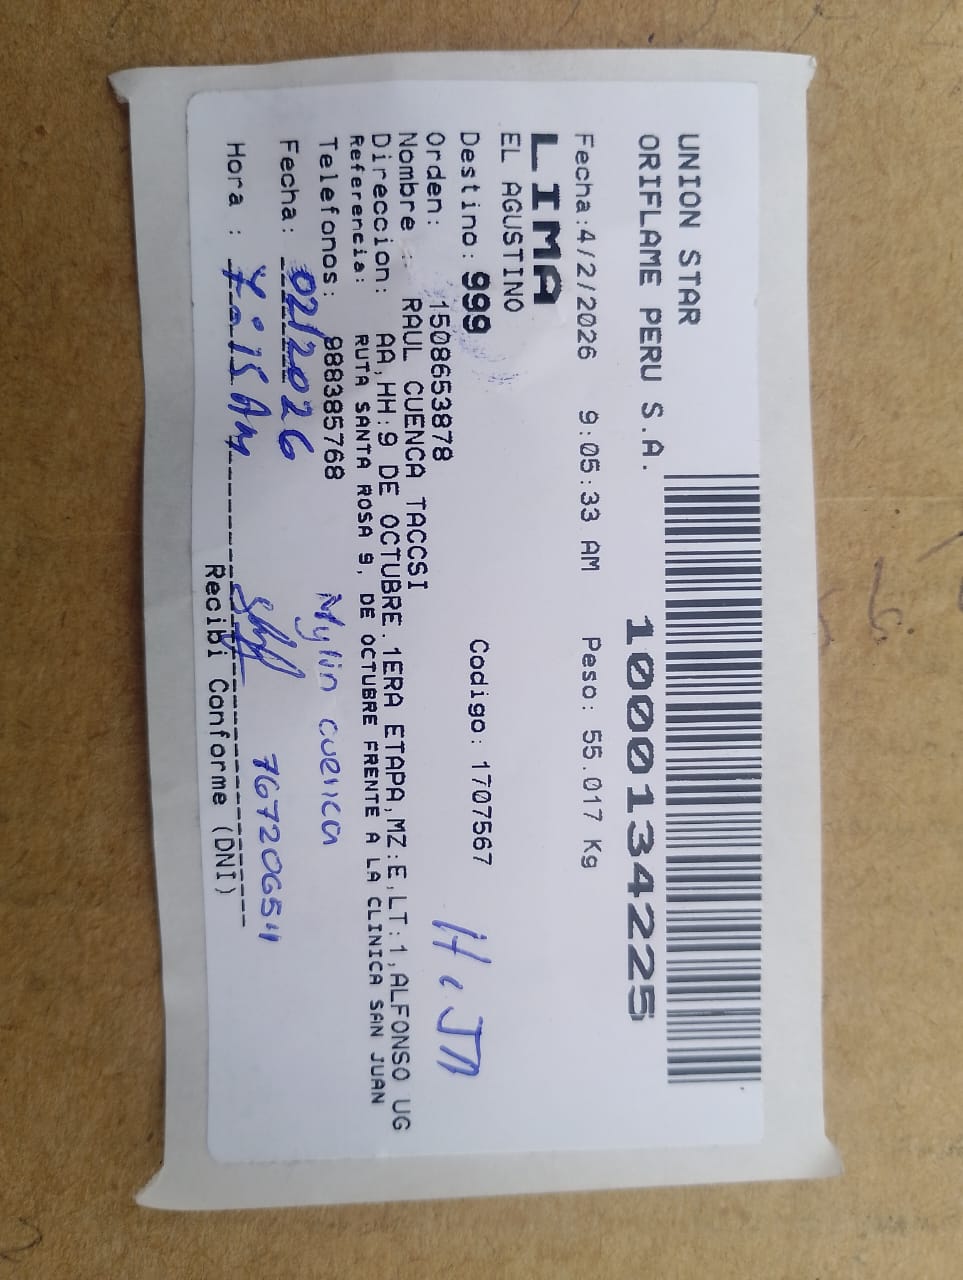 UNION STAR
ORIFLAME PERU S.A.
1000134225
Fecha:4/2/2026 9:05:33 AM Peso: 55.017 Kg
LIMA
EL AGUSTINO
Destino: 999 Codigo: 1707567
Orden: 1508653878
HiJA
Nombre : RAUL CUENCA TACCSI
Direccion: AA,HH:9 DE OCTUBRE. 1ERA ETAPA,MZ:E,LT:1,ALFONSO UG
Referencia: RUTA SANTA ROSA 9, DE OCTUBRE FRENTE A LA CLINICA SAN JUAN
Telefonos: 988385768
Mylin cuenca
Fecha: 02/2026
Hora : 7:15 Am
76720654
Recibi Conforme (DNI)